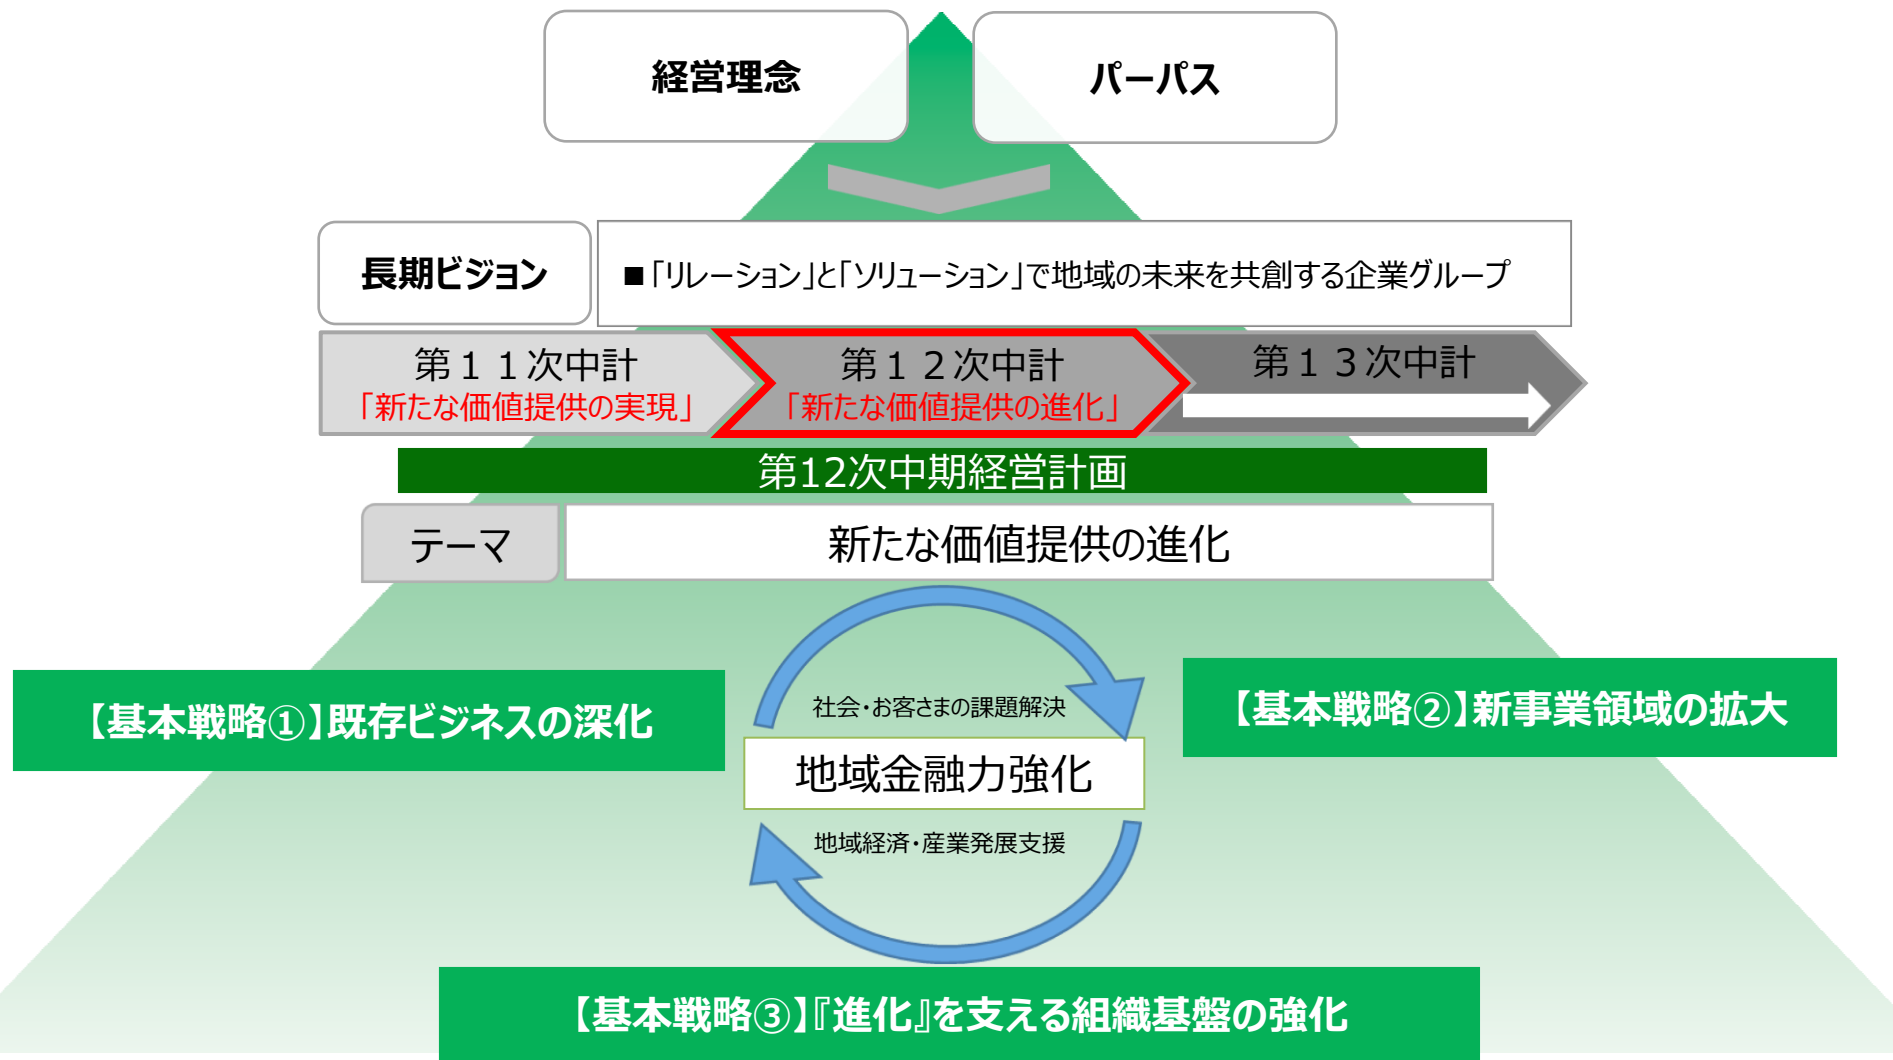 経営理念
パーパス
長期ビジョン
■「リレーション」と「ソリューション」で地域の未来を共創する企業グループ
第１１次中計
「新たな価値提供の実現」
第１２次中計
「新たな価値提供の進化」
第１３次中計
第12次中期経営計画
テーマ
新たな価値提供の進化
【基本戦略①】既存ビジネスの深化
社会・お客さまの課題解決
【基本戦略②】新事業領域の拡大
地域金融力強化
地域経済・産業発展支援
【基本戦略③】『進化』を支える組織基盤の強化